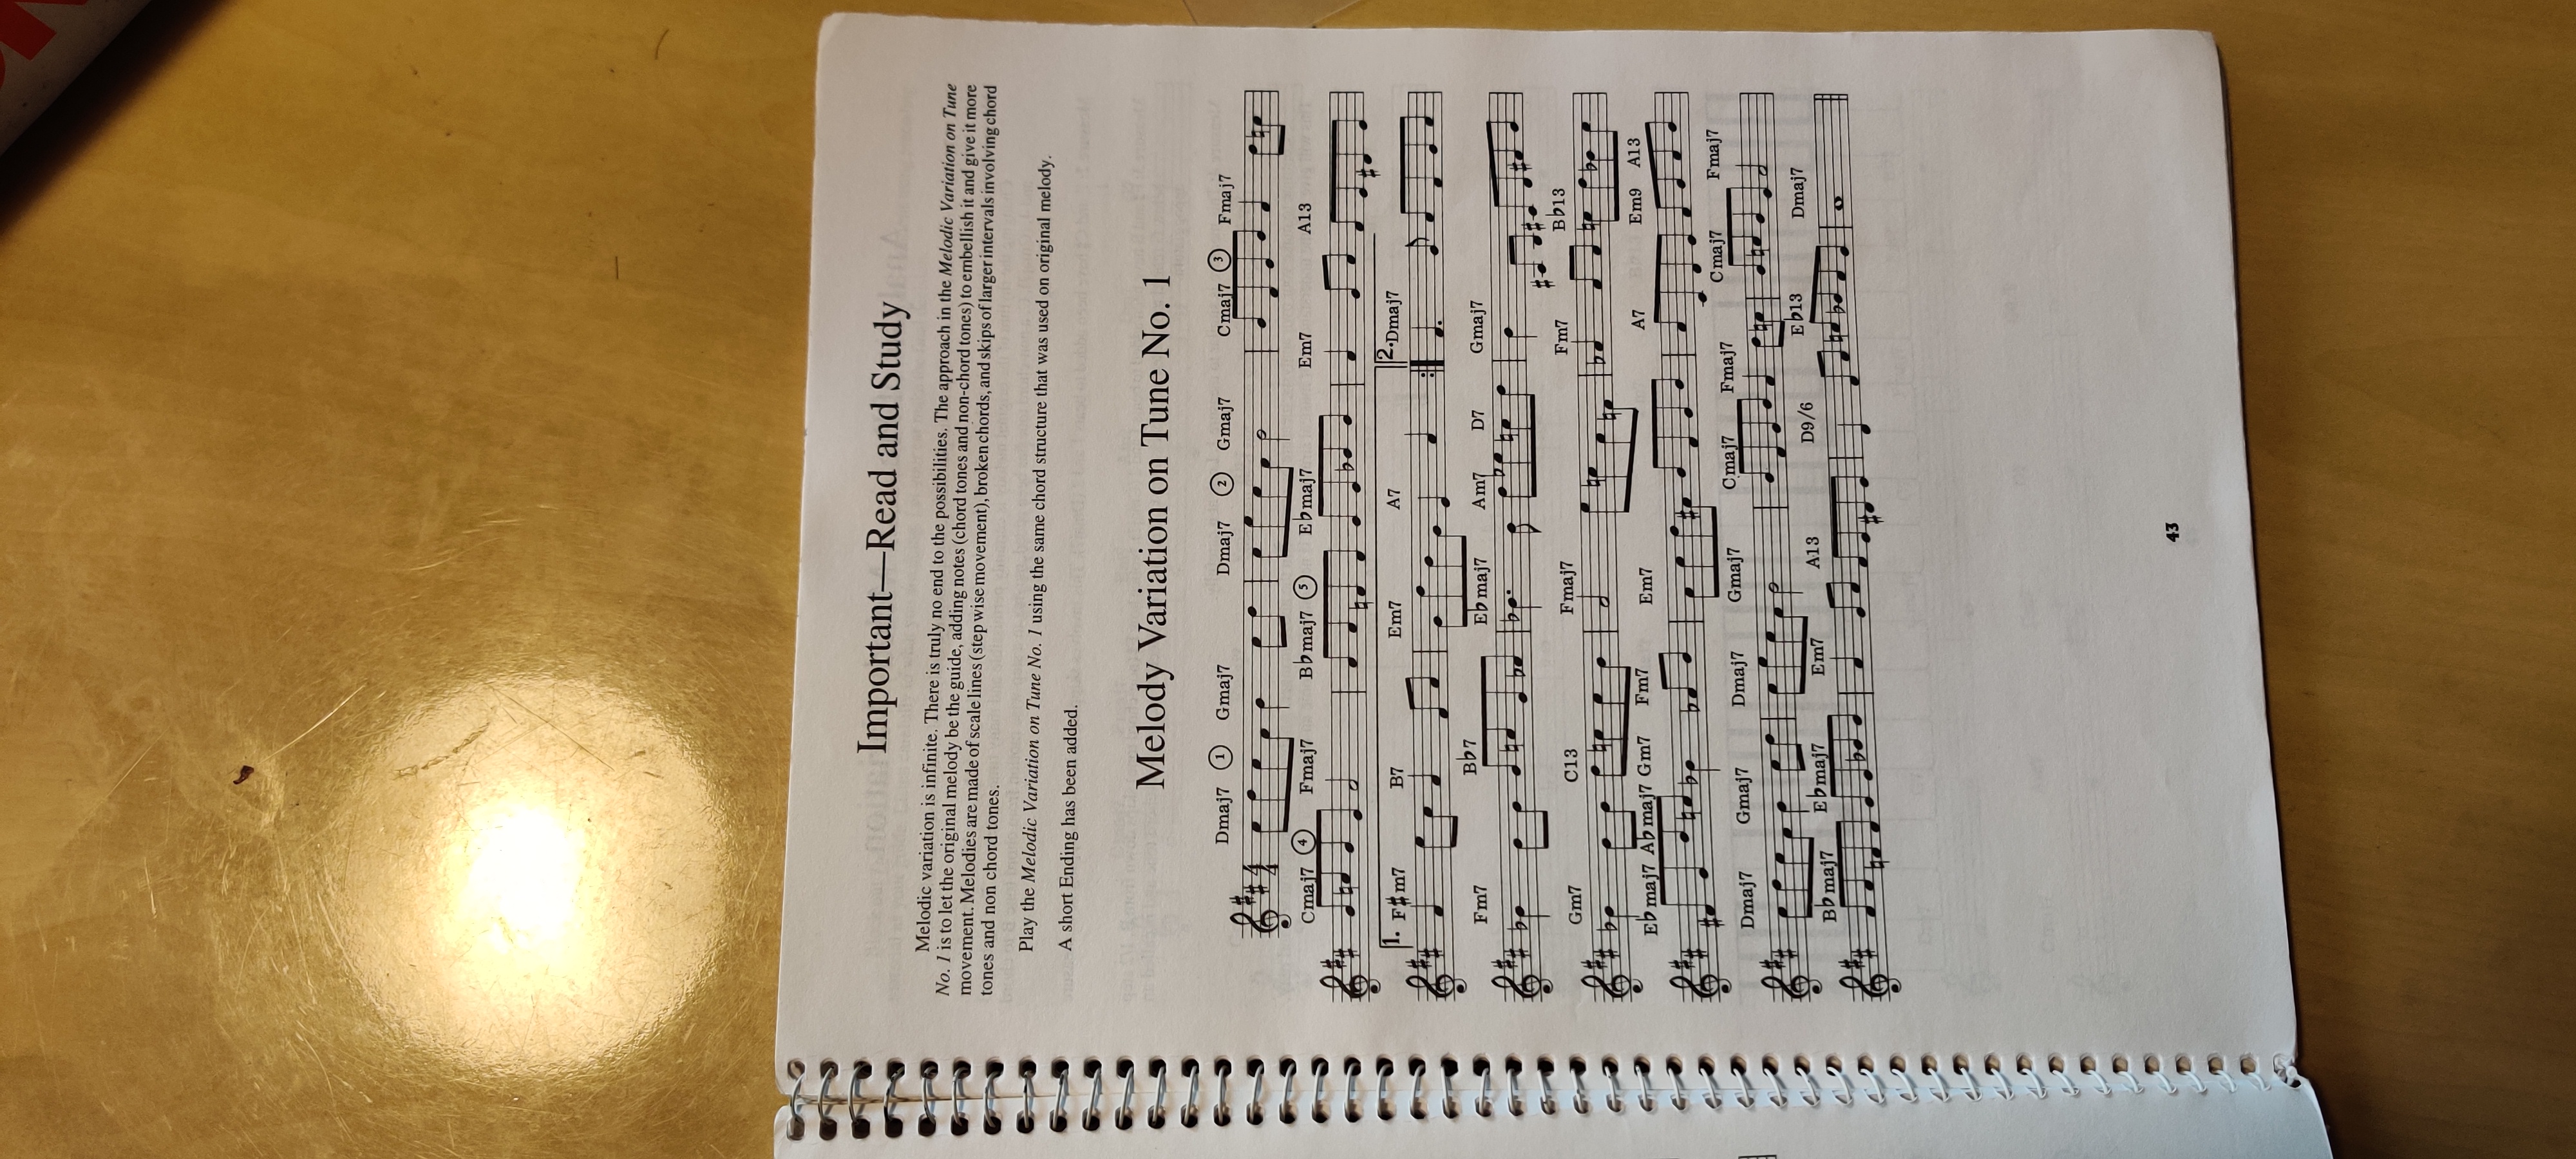 Important—Read and Study
Melodic variation is infinite. There is truly no end to the possibilities. The approach in the Melodic Variation on Tune
No. 1 is to let the original melody be the guide, adding notes (chord tones and non-chord tones) to embellish it and give it more
movement. Melodies are made of scale lines (step wise movement), broken chords, and skips of larger intervals involving chord
tones and non chord tones.
Play the Melodic Variation on Tune No. 1 using the same chord structure that was used on original melody.
A short Ending has been added.
Melody Variation on Tune No. 1
Dmaj7 ① Gmaj7 Dmaj7 ② Gmaj7 Cmaj7 ③ Fmaj7
4
4
Cmaj7 ④ Fmaj7 B♭maj7 ⑤ E♭maj7 Em7 A13
1. F♯m7 B7 Em7 A7 2. Dmaj7
Fm7 B♭7 E♭maj7 Am7 D7 Gmaj7
Gm7 C13 Fmaj7 Fm7 B♭13
E♭maj7 A♭maj7 Gm7 Fm7 Em7 A7 Em9 A13
Dmaj7 Gmaj7 Dmaj7 Gmaj7 Cmaj7 Fmaj7 Cmaj7 Fmaj7
B♭maj7 E♭maj7 Em7 A13 D9/6 E♭13 Dmaj7
43